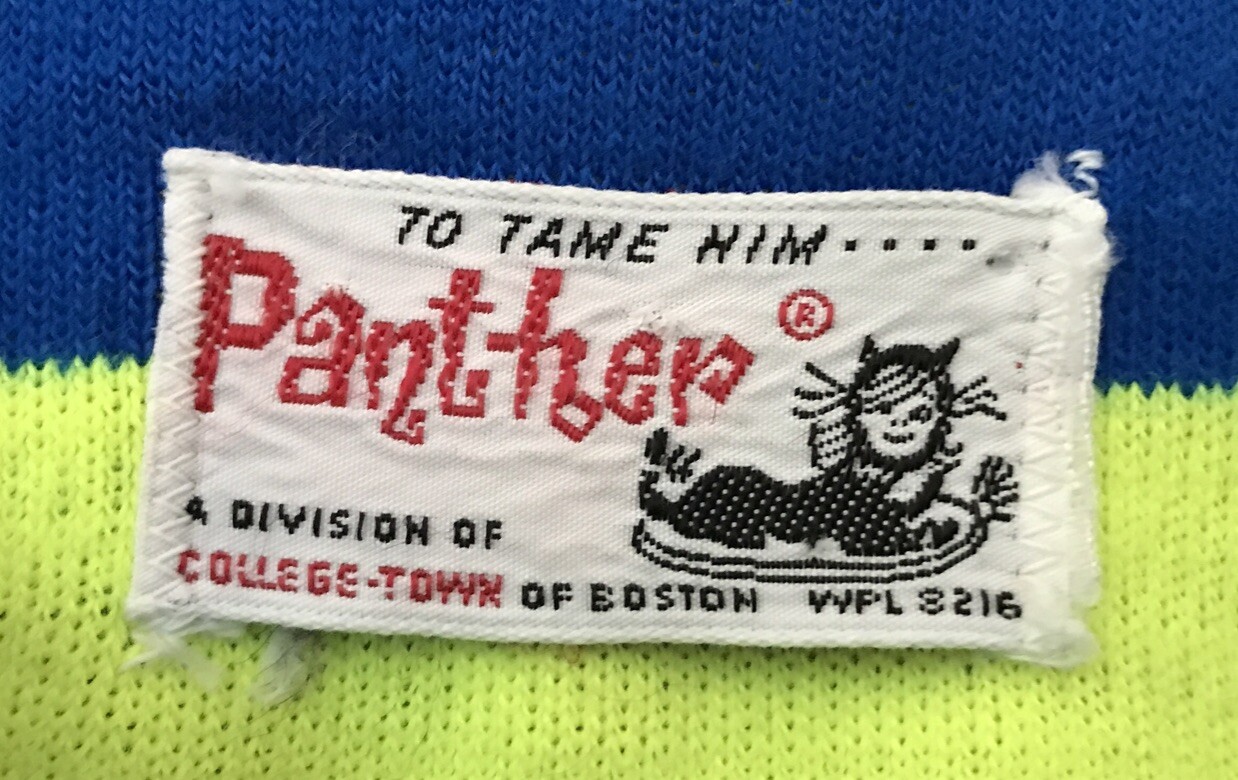 TO TAME HIM....
Panther ®
A DIVISION OF
COLLEGE-TOWN OF BOSTON WPL 8216